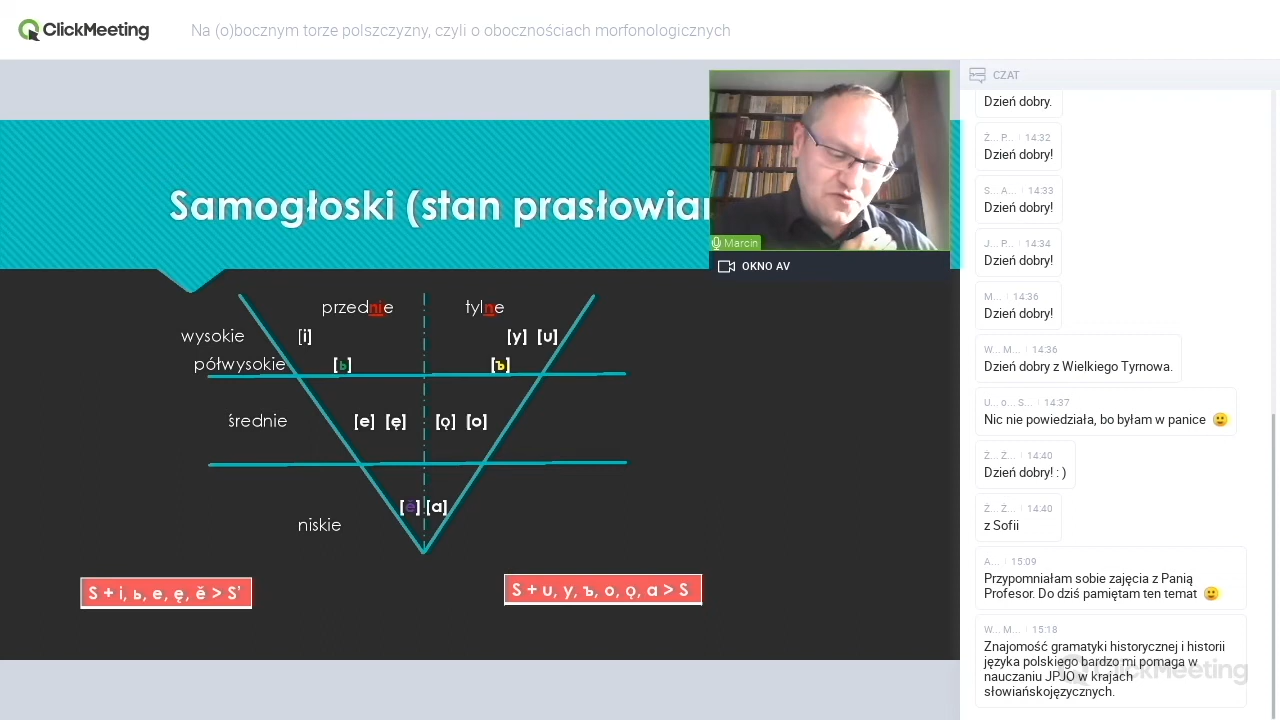 ClickMeeting
Na (o)bocznym torze polszczyzny, czyli o obocznościach morfonologicznych
Samogłoski (stan prasłowia
Marcin
OKNO AV
przednie
tylne
wysokie
[i]
[y] [u]
półwysokie
[ь]
[ъ]
średnie
[e] [ę]
[ǫ] [o]
[ě] [a]
niskie
S + i, ь, e, ę, ě > S'
S + u, y, ъ, o, ǫ, a > S
CZAT
Dzień dobry.
Ż... P... 14:32
Dzień dobry!
S... A... 14:33
Dzień dobry!
J... P... 14:34
Dzień dobry!
M... 14:36
Dzień dobry!
W... M... 14:36
Dzień dobry z Wielkiego Tyrnowa.
U... o... S... 14:37
Nic nie powiedziała, bo byłam w panice 🙂
Ż... Ż... 14:40
Dzień dobry! : )
Ż... Ż... 14:40
z Sofii
A... 15:09
Przypomniałam sobie zajęcia z Panią
Profesor. Do dziś pamiętam ten temat 🙂
W... M... 15:18
Znajomość gramatyki historycznej i historii
języka polskiego bardzo mi pomaga w
nauczaniu JPJO w krajach
słowiańskojęzycznych.
ClickMeeting